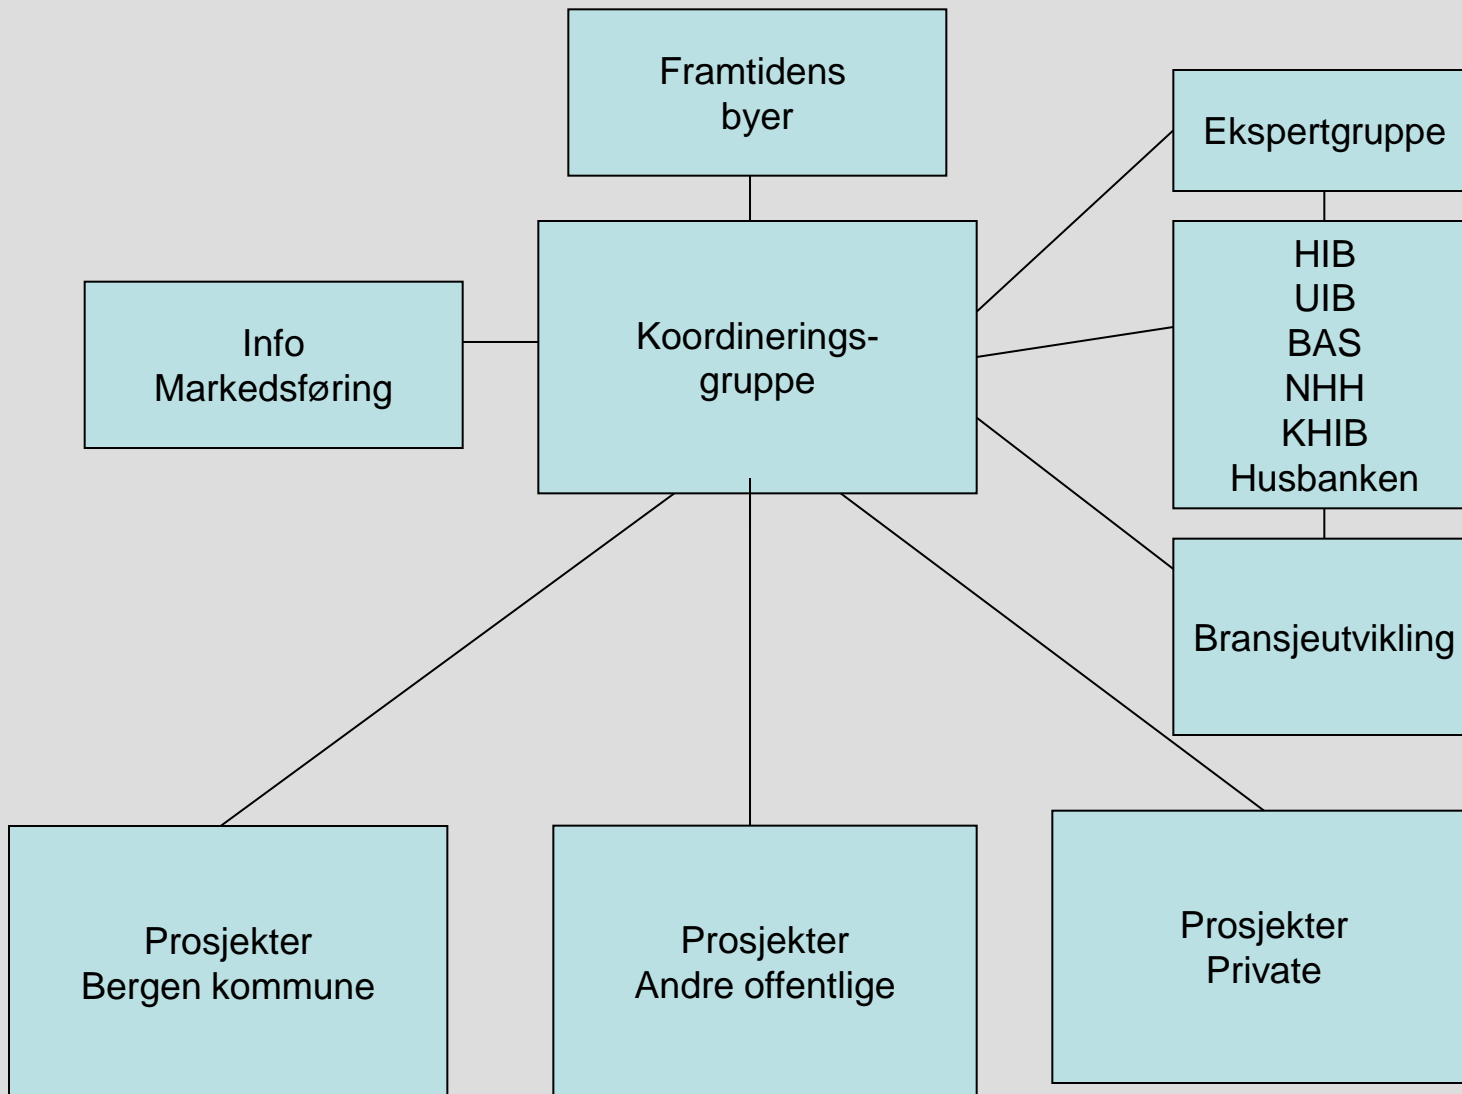 Framtidens
byer
Ekspertgruppe
HIB
UIB
BAS
NHH
KHIB
Husbanken
Info
Markedsføring
Koordinerings-
gruppe
Bransjeutvikling
Prosjekter
Bergen kommune
Prosjekter
Andre offentlige
Prosjekter
Private